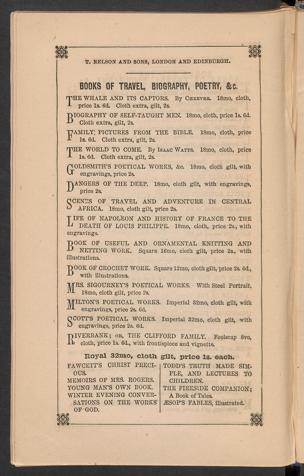 T. NELSON AND SONS, LONDON AND EDINBURGH.
BOOKS OF TRAVEL, BIOGRAPHY, POETRY, &c.
THE WHALE AND ITS CAPTORS. By CHEEVER. 18mo, cloth,
price 1s. 6d. Cloth extra, gilt, 2s.
BIOGRAPHY OF SELF-TAUGHT MEN. 18mo, cloth, price 1s. 6d.
Cloth extra, gilt, 2s.
FAMILY; PICTURES FROM THE BIBLE. 18mo, cloth, price
1s. 6d. Cloth extra, gilt, 2s.
THE WORLD TO COME. By ISAAC WATTS. 18mo, cloth, price
1s. 6d. Cloth extra, gilt, 2s.
GOLDSMITH'S POETICAL WORKS, &c. 18mo, cloth gilt, with
engravings, price 2s.
DANGERS OF THE DEEP. 18mo, cloth, gilt, with engravings,
price 2s.
SCENES OF TRAVEL AND ADVENTURE IN CENTRAL
AFRICA. 18mo, cloth, gilt, price 2s.
LIFE OF NAPOLEON AND HISTORY OF FRANCE TO THE
DEATH OF LOUIS PHILIPPE. 18mo, cloth, price 2s., with
engravings.
BOOK OF USEFUL AND ORNAMENTAL KNITTING AND
NETTING WORK. Square 16mo, cloth gilt, price 2s., with
illustrations.
BOOK OF CROCHET WORK. Square 12mo, cloth, gilt, price 2s. 6d.,
with Illustrations.
MRS. SIGOURNEY'S POETICAL WORKS. With Steel Portrait,
18mo, cloth gilt, price 2s.
MILTON'S POETICAL WORKS. Imperial 32mo, cloth gilt, with
engravings, price 2s. 6d.
SCOTT'S POETICAL WORKS. Imperial 32mo, cloth gilt, with
engravings, price 2s. 6d.
RIVERBANK; OR, THE CLIFFORD FAMILY. Foolscap 8vo,
cloth, price 1s. 6d., with frontispiece and vignette.
Royal 32mo, cloth gilt, price 1s. each.
FAWCETT'S CHRIST PRECI-
OUS.
MEMOIRS OF MRS. ROGERS.
YOUNG MAN'S OWN BOOK.
WINTER EVENING CONVER-
SATIONS ON THE WORKS
OF GOD.
TODD'S TRUTH MADE SIM-
PLE, AND LECTURES TO
CHILDREN.
THE FIRESIDE COMPANION;
A Book of Tales.
ÆSOP'S FABLES, Illustrated.